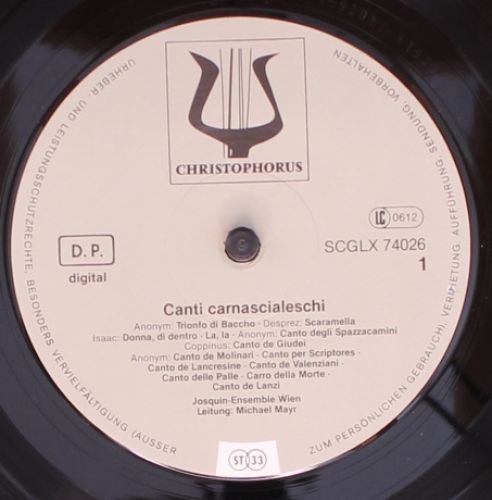 CHRISTOPHORUS
LC 0612
D. P.
digital
SCGLX 74026
1
Canti carnascialeschi
Anonym: Trionfo di Baccho · Desprez: Scaramella
Isaac: Donna, di dentro · La, la · Anonym: Canto degli Spazzacamini
Coppinus: Canto de Giudei
Anonym: Canto de Molinari · Canto per Scriptores ·
Canto de Lancresine · Canto de Valenziani ·
Canto delle Palle · Carro della Morte ·
Canto de Lanzi
Josquin-Ensemble Wien
Leitung: Michael Mayr
ST 33
URHEBER- UND LEISTUNGSSCHUTZRECHTE, BESONDERS VERVIELFÄLTIGUNG (AUSSER
ZUM PERSÖNLICHEN GEBRAUCH) VERMIETUNG, AUFFÜHRUNG, SENDUNG, VORBEHALTEN